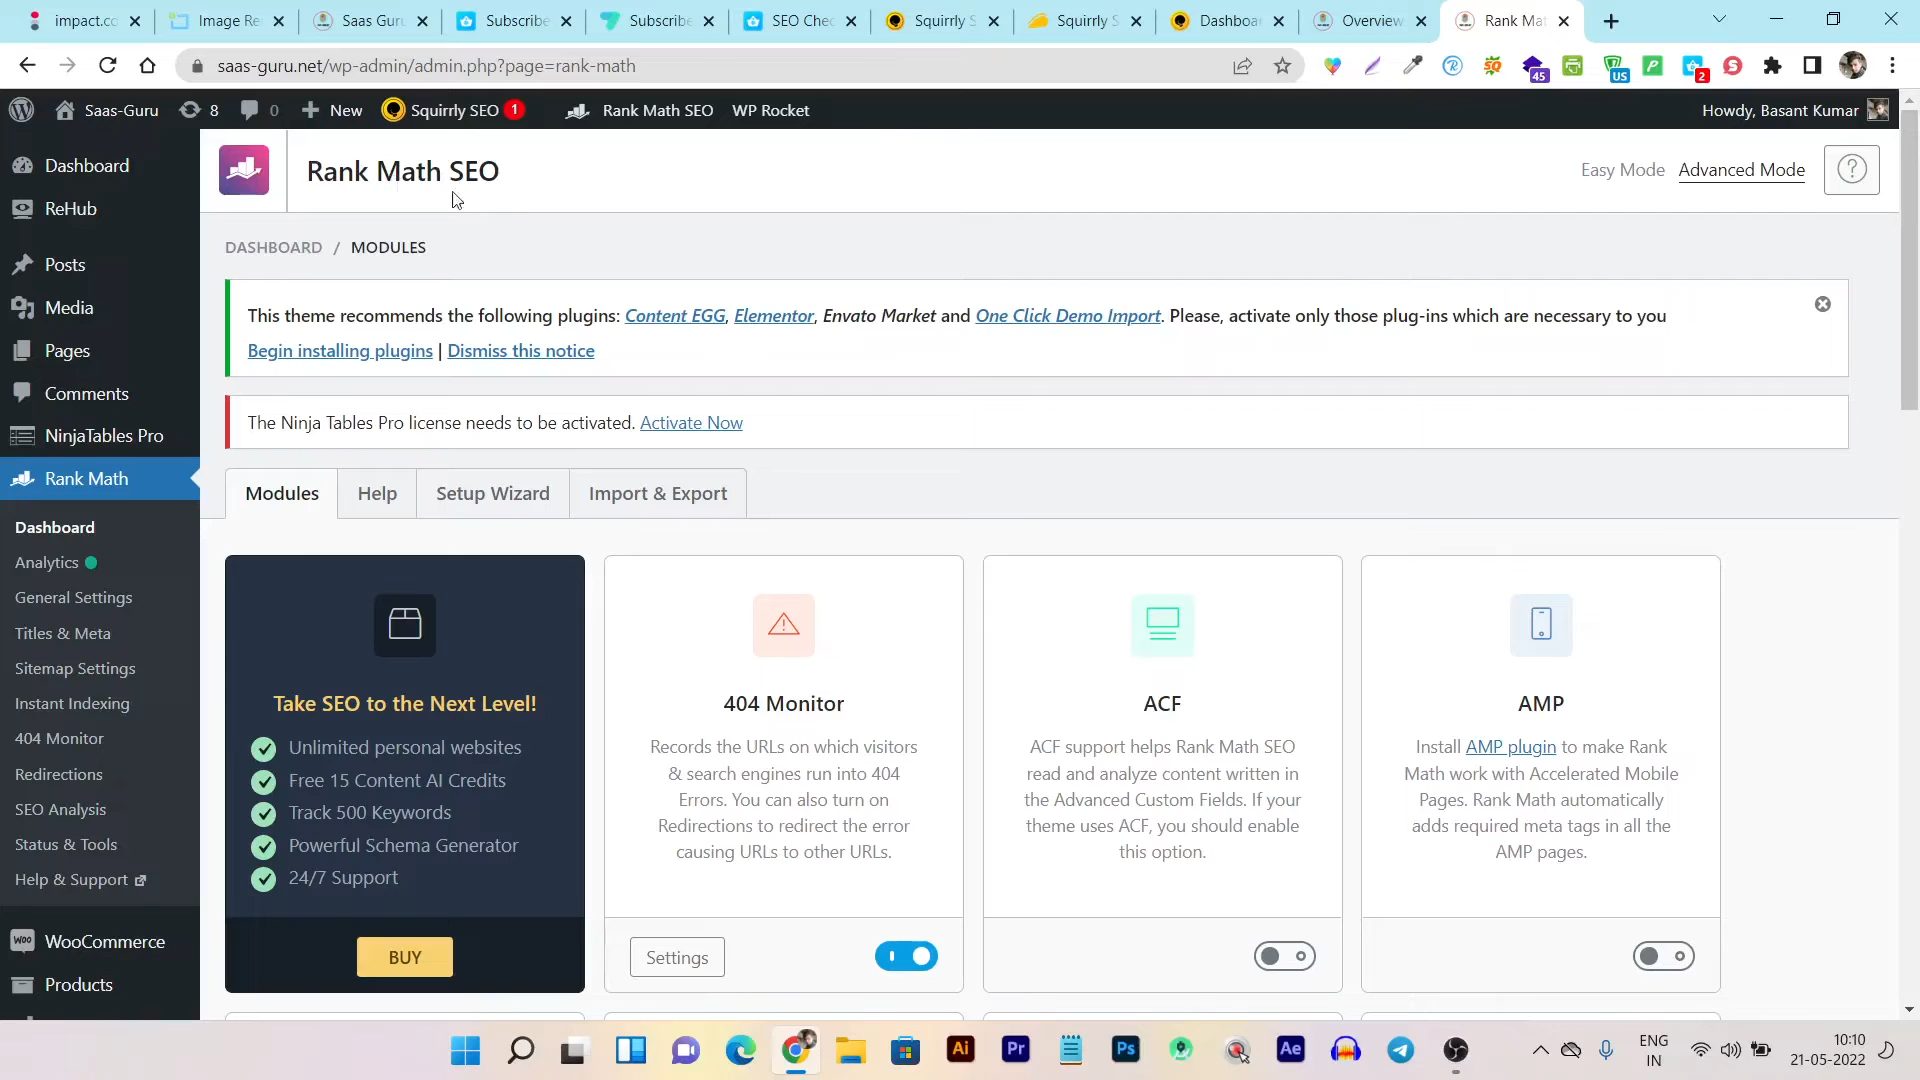 impact.co
Image Re
Saas Guru
Subscribe
Subscribe
SEO Chec
Squirrly S
Squirrly S
Dashboar
Overview
Rank Mat
saas-guru.net/wp-admin/admin.php?page=rank-math
45
US
2
Saas-Guru
8
0
New
Squirrly SEO 1
Rank Math SEO
WP Rocket
Howdy, Basant Kumar
Dashboard
ReHub
Posts
Media
Pages
Comments
NinjaTables Pro
Rank Math
Dashboard
Analytics
General Settings
Titles & Meta
Sitemap Settings
Instant Indexing
404 Monitor
Redirections
SEO Analysis
Status & Tools
Help & Support
Woo WooCommerce
Products
Rank Math SEO
Easy Mode
Advanced Mode
?
DASHBOARD / MODULES
This theme recommends the following plugins: Content EGG, Elementor, Envato Market and One Click Demo Import. Please, activate only those plug-ins which are necessary to you
Begin installing plugins | Dismiss this notice
The Ninja Tables Pro license needs to be activated. Activate Now
Modules
Help
Setup Wizard
Import & Export
Take SEO to the Next Level!
Unlimited personal websites
Free 15 Content AI Credits
Track 500 Keywords
Powerful Schema Generator
24/7 Support
BUY
404 Monitor
Records the URLs on which visitors
& search engines run into 404
Errors. You can also turn on
Redirections to redirect the error
causing URLs to other URLs.
Settings
ACF
ACF support helps Rank Math SEO
read and analyze content written in
the Advanced Custom Fields. If your
theme uses ACF, you should enable
this option.
AMP
Install AMP plugin to make Rank
Math work with Accelerated Mobile
Pages. Rank Math automatically
adds required meta tags in all the
AMP pages.
Ai
Pr
Ps
Ae
ENG
IN
10:10
21-05-2022